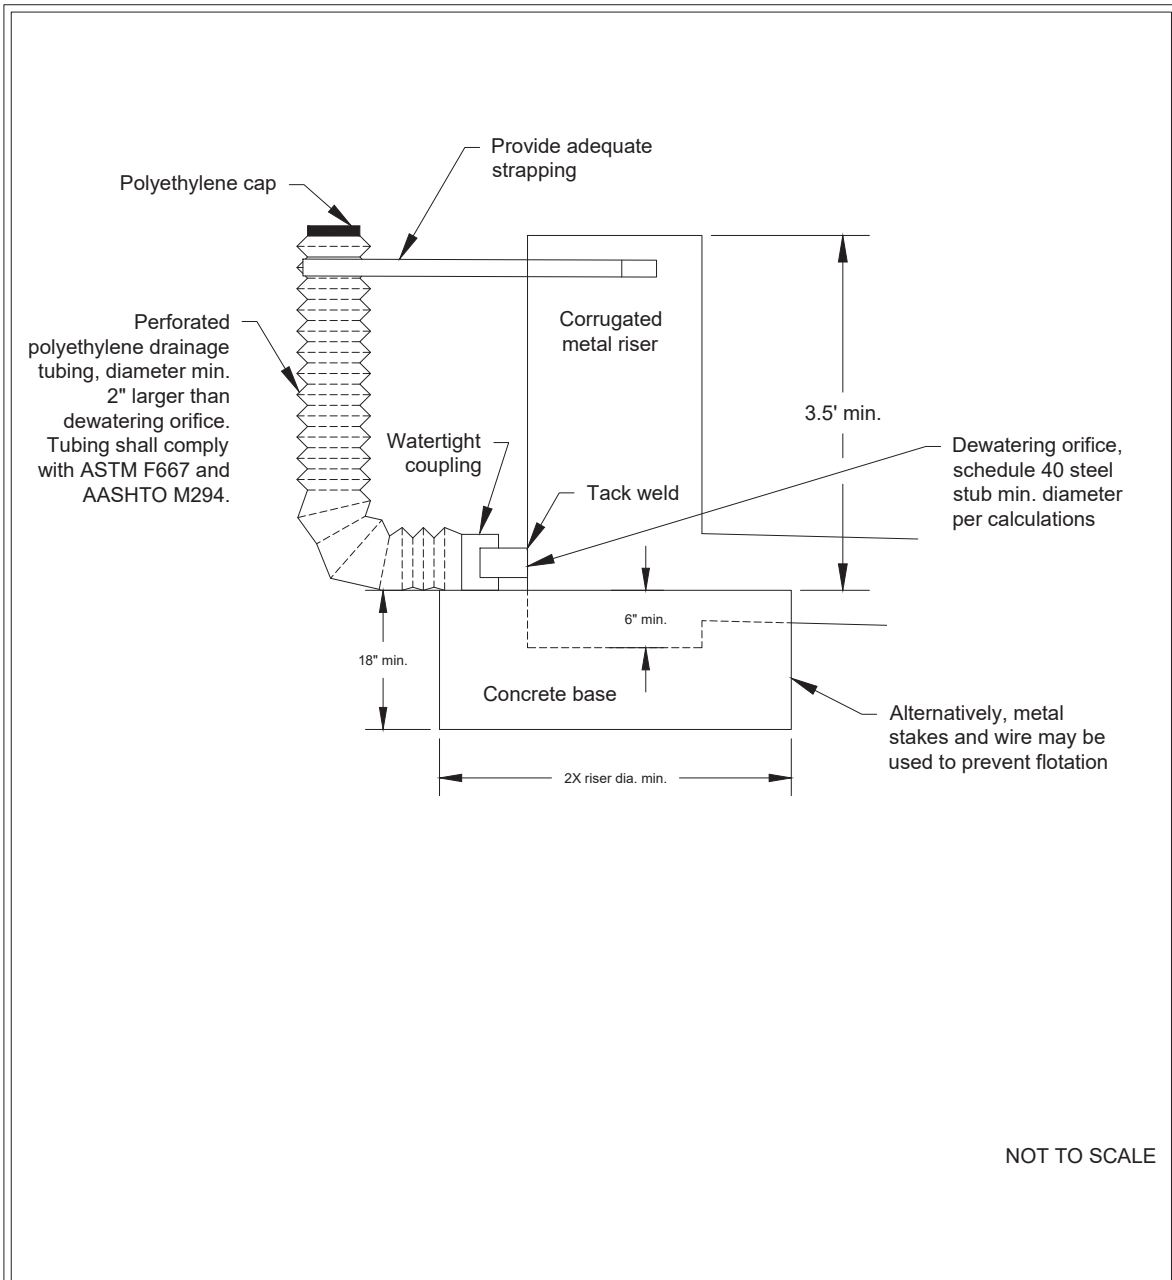 Provide adequate
strapping
Polyethylene cap
Perforated
polyethylene drainage
tubing, diameter min.
2" larger than
dewatering orifice.
Tubing shall comply
with ASTM F667 and
AASHTO M294.
Corrugated
metal riser
3.5' min.
Watertight
coupling
Tack weld
Dewatering orifice,
schedule 40 steel
stub min. diameter
per calculations
6" min.
18" min.
Concrete base
Alternatively, metal
stakes and wire may be
used to prevent flotation
2X riser dia. min.
NOT TO SCALE